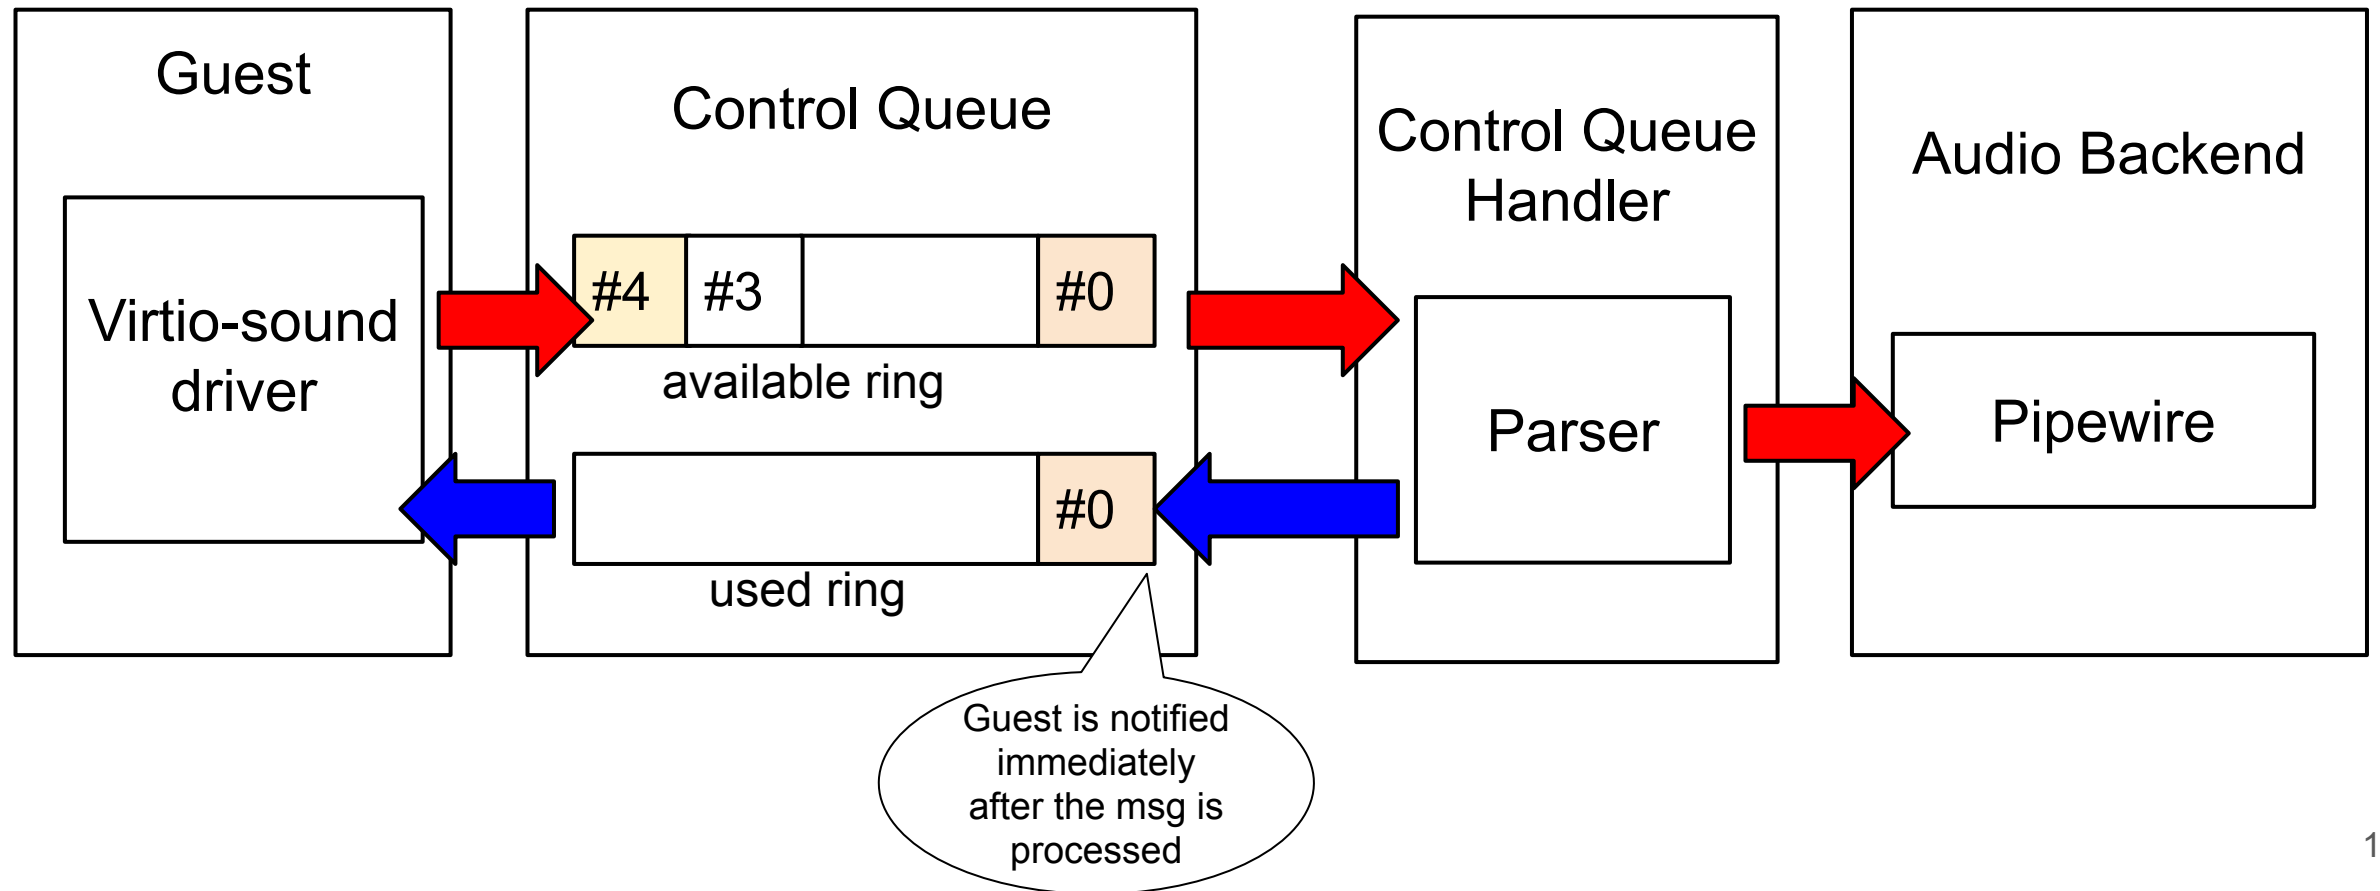 Guest
Virtio-sound
driver
Control Queue
#4
#3
#0
available ring
#0
used ring
Guest is notified
immediately
after the msg is
processed
Control Queue
Handler
Parser
Audio Backend
Pipewire
1